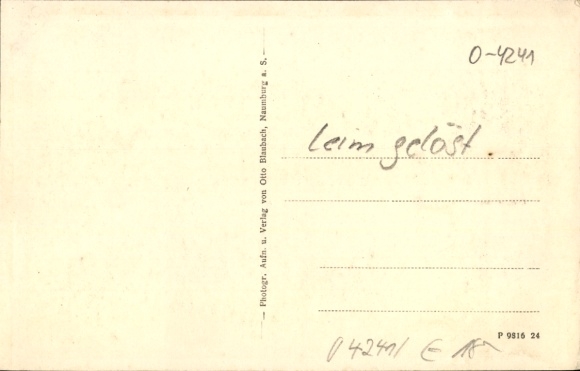 O-4241
leim gelöst.
— Photogr. Aufn. u. Verlag von Otto Blaubach, Naumburg a. S. —
P 9816 24
O 4241/ E